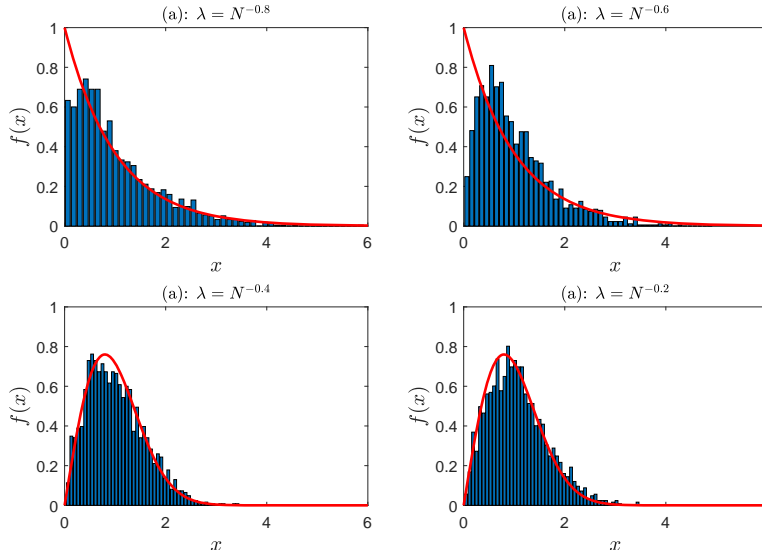 (a): λ = N^{-0.8}
1
0.8
0.6
0.4
0.2
0
f(x)
0 2 4 6
x
(a): λ = N^{-0.6}
1
0.8
0.6
0.4
0.2
0
f(x)
0 2 4
x
(a): λ = N^{-0.4}
1
0.8
0.6
0.4
0.2
0
f(x)
0 2 4 6
x
(a): λ = N^{-0.2}
1
0.8
0.6
0.4
0.2
0
f(x)
0 2 4
x